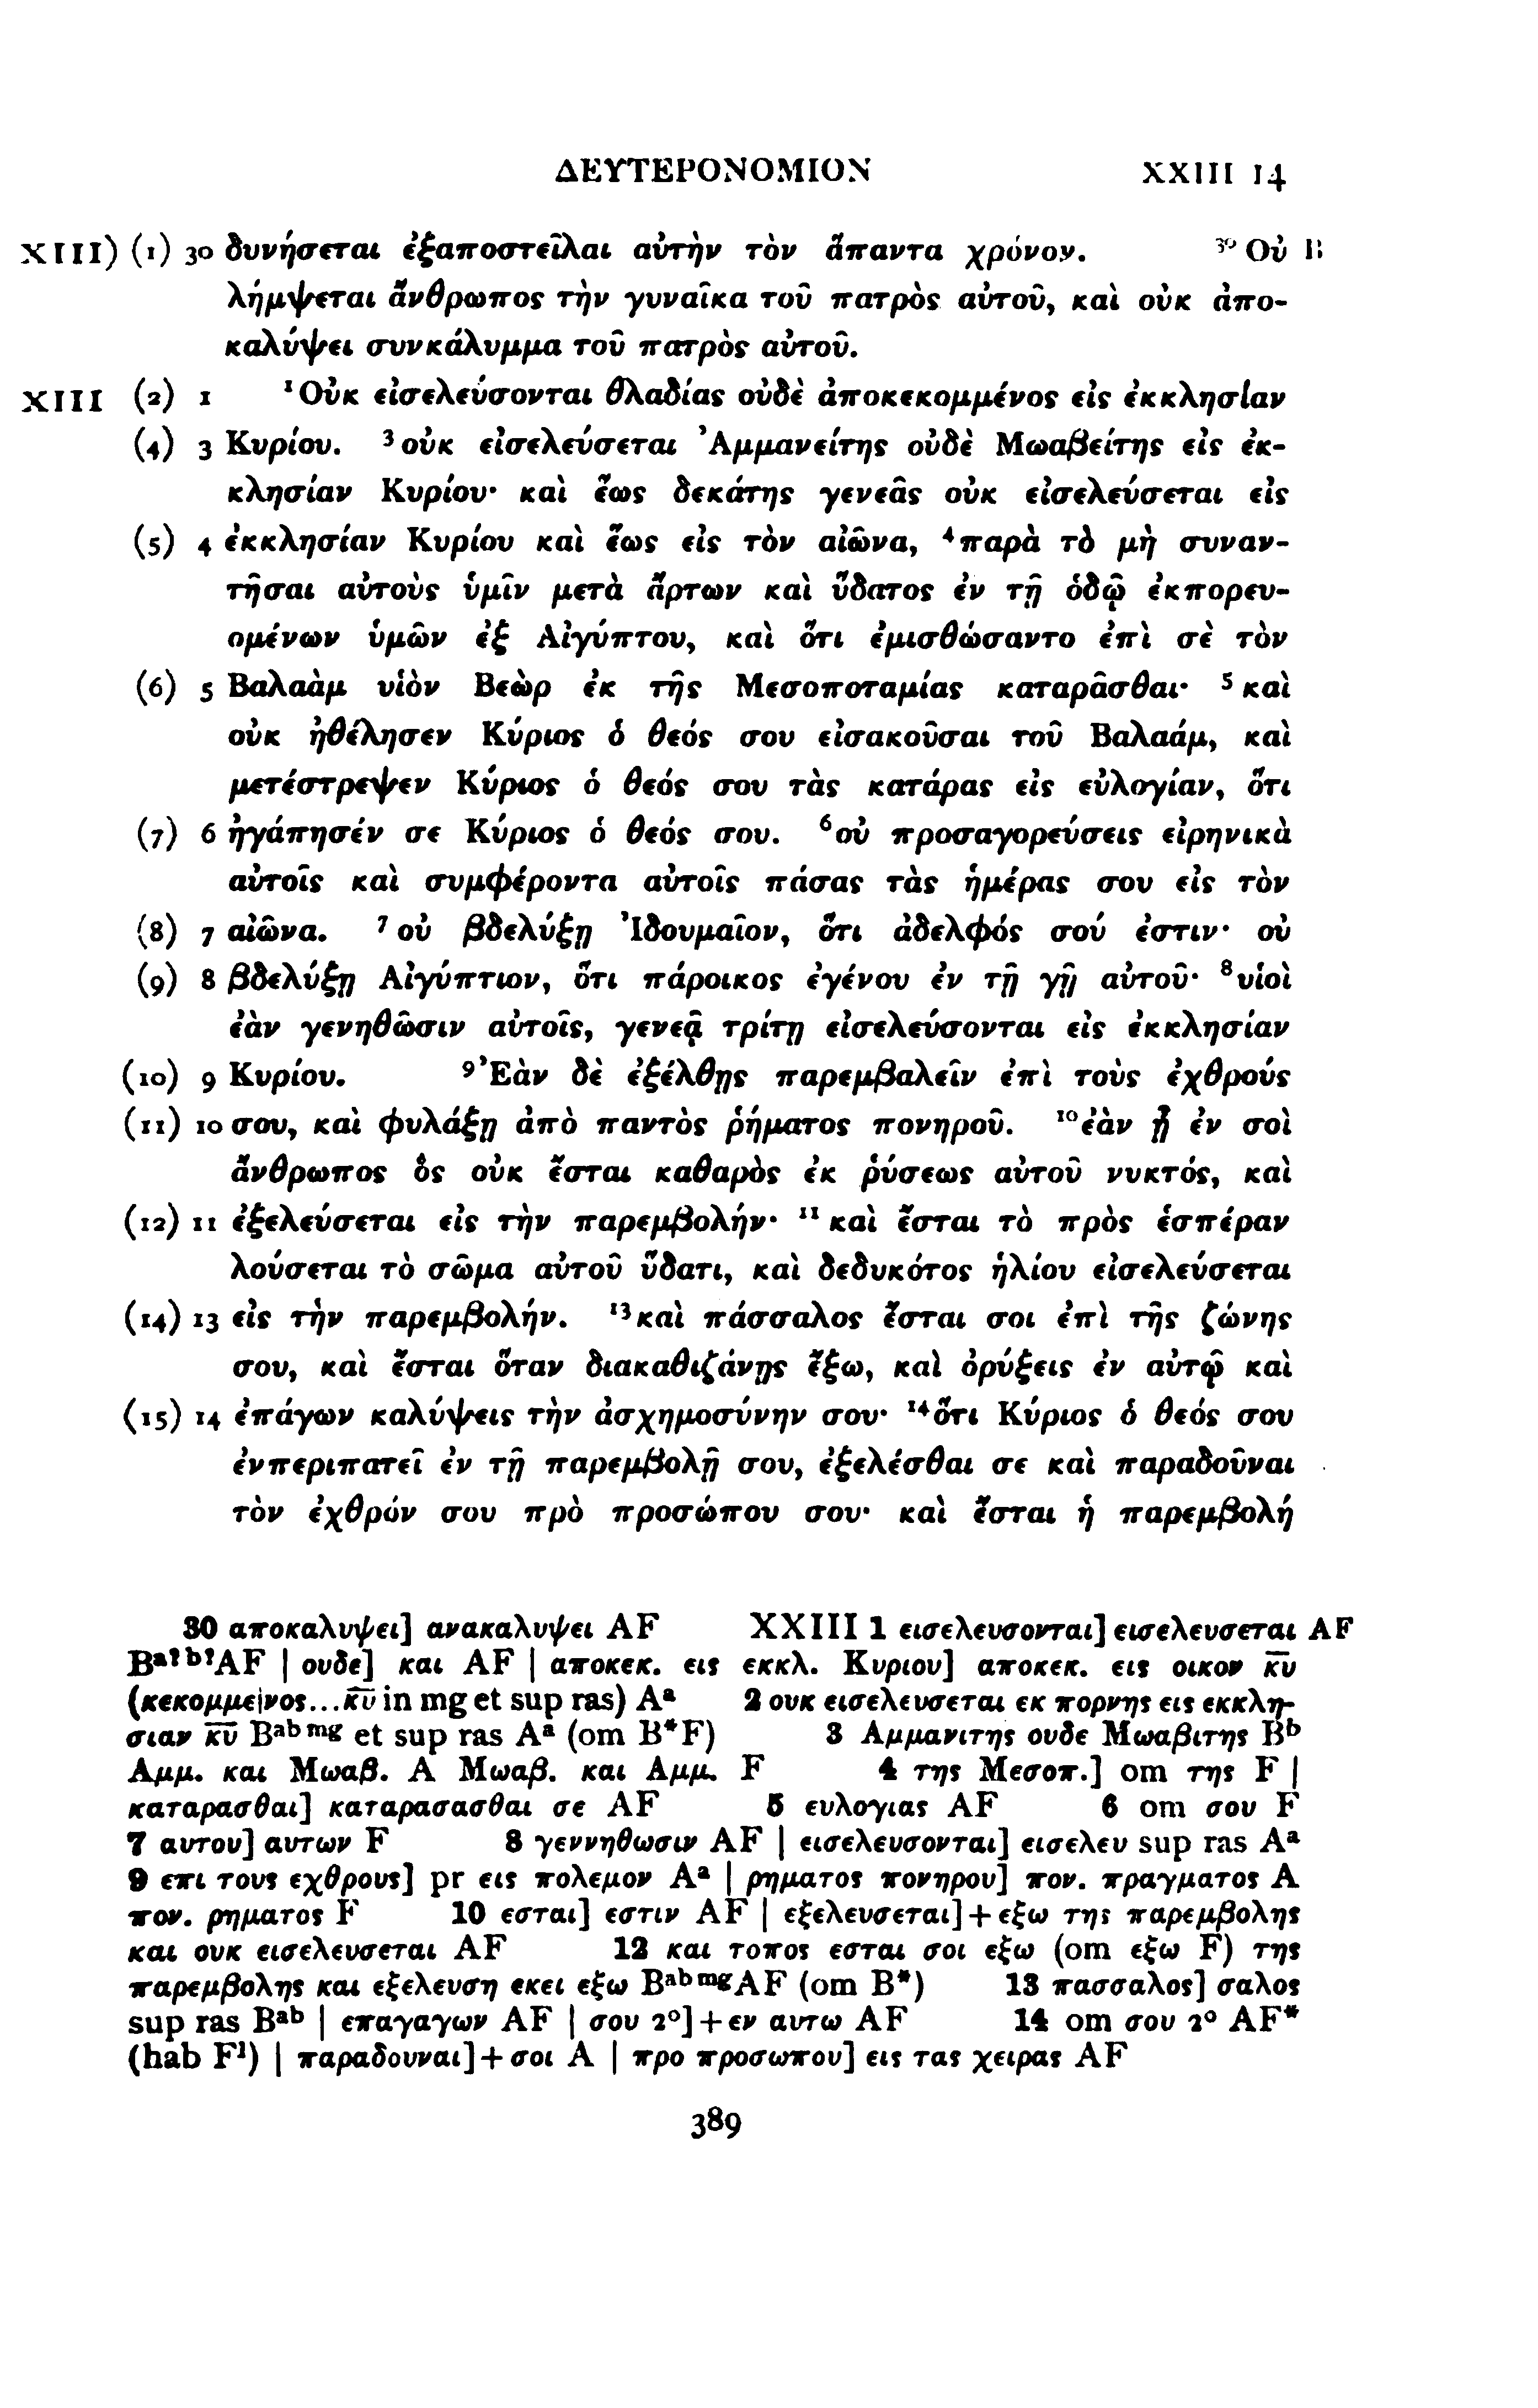 ΔΕΥΤΕΡΟΝΟΜΙΟΝ XXIII 14
XIII) (1) 30 δυνήσεται ἐξαποστεῖλαι αὐτὴν τὸν ἅπαντα χρόνον. ³⁰Οὐ B
λήμψεται ἄνθρωπος τὴν γυναῖκα τοῦ πατρὸς αὐτοῦ, καὶ οὐκ ἀπο-
καλύψει συνκάλυμμα τοῦ πατρὸς αὐτοῦ.
XIII (2) 1 ¹Οὐκ εἰσελεύσονται θλαδίας οὐδὲ ἀποκεκομμένος εἰς ἐκκλησίαν
(4) 3 Κυρίου. ³οὐκ εἰσελεύσεται Ἀμμανείτης οὐδὲ Μωαβείτης εἰς ἐκ-
κλησίαν Κυρίου· καὶ ἕως δεκάτης γενεᾶς οὐκ εἰσελεύσεται εἰς
(5) 4 ἐκκλησίαν Κυρίου καὶ ἕως εἰς τὸν αἰῶνα, ⁴παρὰ τὸ μὴ συναν-
τῆσαι αὐτοὺς ὑμῖν μετὰ ἄρτων καὶ ὕδατος ἐν τῇ ὁδῷ ἐκπορευ-
ομένων ὑμῶν ἐξ Αἰγύπτου, καὶ ὅτι ἐμισθώσαντο ἐπὶ σὲ τὸν
(6) 5 Βαλαὰμ υἱὸν Βεὼρ ἐκ τῆς Μεσοποταμίας καταρᾶσθαι· ⁵καὶ
οὐκ ἠθέλησεν Κύριος ὁ θεός σου εἰσακοῦσαι τοῦ Βαλαάμ, καὶ
μετέστρεψεν Κύριος ὁ θεός σου τὰς κατάρας εἰς εὐλογίαν, ὅτι
(7) 6 ἠγάπησέν σε Κύριος ὁ θεός σου. ⁶οὐ προσαγορεύσεις εἰρηνικὰ
αὐτοῖς καὶ συμφέροντα αὐτοῖς πάσας τὰς ἡμέρας σου εἰς τὸν
(8) 7 αἰῶνα. ⁷οὐ βδελύξῃ Ἰδουμαῖον, ὅτι ἀδελφός σού ἐστιν· οὐ
(9) 8 βδελύξῃ Αἰγύπτιον, ὅτι πάροικος ἐγένου ἐν τῇ γῇ αὐτοῦ· ⁸υἱοὶ
ἐὰν γενηθῶσιν αὐτοῖς, γενεᾷ τρίτῃ εἰσελεύσονται εἰς ἐκκλησίαν
(10) 9 Κυρίου. ⁹Ἐὰν δὲ ἐξέλθῃς παρεμβαλεῖν ἐπὶ τοὺς ἐχθρούς
(11) 10 σου, καὶ φυλάξῃ ἀπὸ παντὸς ῥήματος πονηροῦ. ¹⁰ἐὰν ᾖ ἐν σοὶ
ἄνθρωπος ὃς οὐκ ἔσται καθαρὸς ἐκ ῥύσεως αὐτοῦ νυκτός, καὶ
(12) 11 ἐξελεύσεται εἰς τὴν παρεμβολήν· ¹¹καὶ ἔσται τὸ πρὸς ἑσπέραν
λούσεται τὸ σῶμα αὐτοῦ ὕδατι, καὶ δεδυκότος ἡλίου εἰσελεύσεται
(14) 13 εἰς τὴν παρεμβολήν. ¹³καὶ πάσσαλος ἔσται σοι ἐπὶ τῆς ζώνης
σου, καὶ ἔσται ὅταν διακαθιζάνῃς ἔξω, καὶ ὀρύξεις ἐν αὐτῷ καὶ
(15) 14 ἐπάγων καλύψεις τὴν ἀσχημοσύνην σου· ¹⁴ὅτι Κύριος ὁ θεός σου
ἐνπεριπατεῖ ἐν τῇ παρεμβολῇ σου, ἐξελέσθαι σε καὶ παραδοῦναι
τὸν ἐχθρόν σου πρὸ προσώπου σου· καὶ ἔσται ἡ παρεμβολή
30 αποκαλυψει] ανακαλυψει AF XXIII 1 εισελευσονται] εισελευσεται AF
Bᵃ?ᵇ?AF | ουδε] και AF | αποκεκ. εις εκκλ. Κυριου] αποκεκ. εις οικον κ̅υ̅
(κεκομμε|νος...κ̅υ̅ in mg et sup ras) Aᵃ 2 ουκ εισελευσεται εκ πορνης εις εκκλη-
σιαν κ̅υ̅ Bᵃᵇᵐᵍ et sup ras Aᵃ (om B*F) 3 Αμμανιτης ουδε Μωαβιτης Bᵇ
Αμμ. και Μωαβ. A Μωαβ. και Αμμ. F 4 της Μεσοπ.] om της F |
καταρασθαι] καταρασασθαι σε AF 5 ευλογιας AF 6 om σου F
7 αυτου] αυτων F 8 γεννηθωσιν AF | εισελευσονται] εισελευ sup ras Aᵃ
9 επι τους εχθρους] pr εις πολεμον Aᵃ | ρηματος πονηρου] πον. πραγματος A
πον. ρηματος F 10 εσται] εστιν AF | εξελευσεται]+εξω της παρεμβολης
και ουκ εισελευσεται AF 12 και τοπος εσται σοι εξω (om εξω F) της
παρεμβολης και εξελευση εκει εξω BᵃᵇᵐᵍAF (om B*) 13 πασσαλος] σαλος
sup ras Bᵃᵇ | επαγαγων AF | σου 2°]+εν αυτω AF 14 om σου 2° AF*
(hab F¹) | παραδουναι]+σοι A | προ προσωπου] εις τας χειρας AF
389